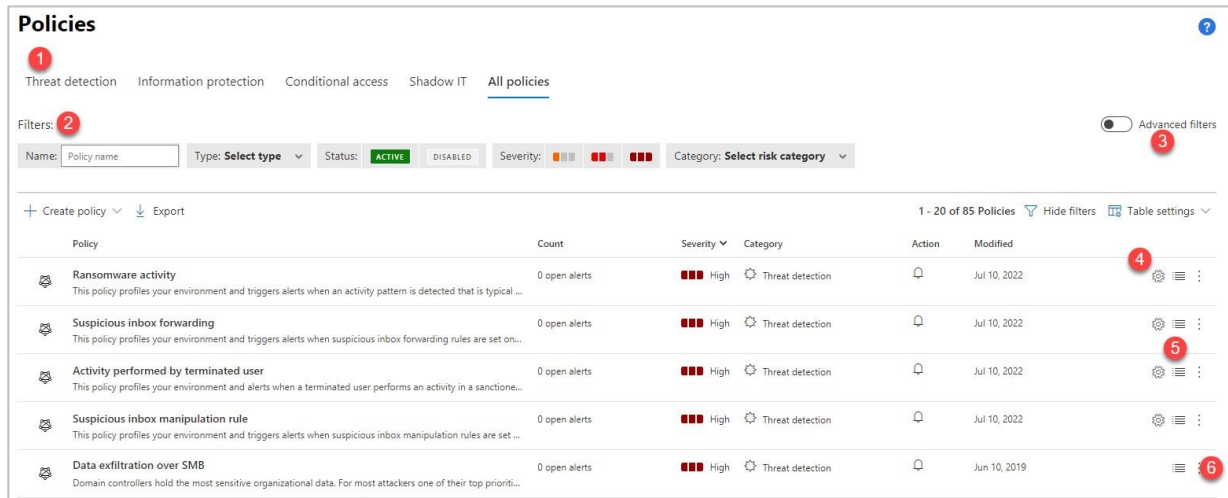 Policies
?
1
Threat detection Information protection Conditional access Shadow IT All policies
Filters: 2
Advanced filters
3
Name: Policy name Type: Select type Status: ACTIVE DISABLED Severity: Category: Select risk category
+ Create policy Export 1 - 20 of 85 Policies Hide filters Table settings
Policy Count Severity Category Action Modified
4
Ransomware activity 0 open alerts High Threat detection Jul 10, 2022
This policy profiles your environment and triggers alerts when an activity pattern is detected that is typical ...
Suspicious inbox forwarding 0 open alerts High Threat detection Jul 10, 2022
This policy profiles your environment and triggers alerts when suspicious inbox forwarding rules are set on...
5
Activity performed by terminated user 0 open alerts High Threat detection Jul 10, 2022
This policy profiles your environment and alerts when a terminated user performs an activity in a sanctione...
Suspicious inbox manipulation rule 0 open alerts High Threat detection Jul 10, 2022
This policy profiles your environment and triggers alerts when suspicious inbox manipulation rules are set ...
Data exfiltration over SMB 0 open alerts High Threat detection Jun 10, 2019
6
Domain controllers hold the most sensitive organizational data. For most attackers one of their top prioriti...